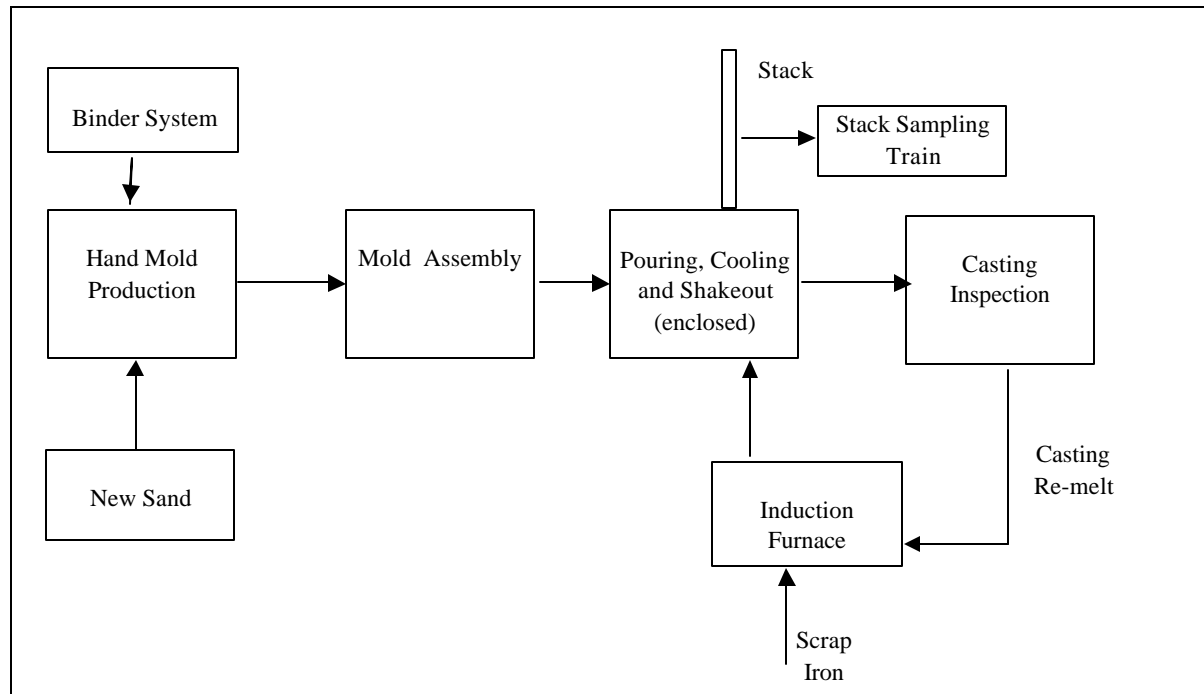 Stack
Binder System
Stack Sampling
Train
Hand Mold
Production
Mold Assembly
Pouring, Cooling
and Shakeout
(enclosed)
Casting
Inspection
New Sand
Induction
Furnace
Casting
Re-melt
Scrap
Iron